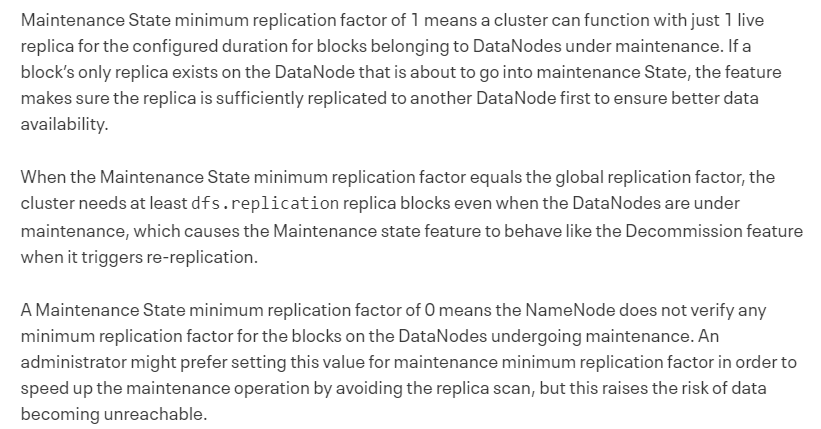 Maintenance State minimum replication factor of 1 means a cluster can function with just 1 live
replica for the configured duration for blocks belonging to DataNodes under maintenance. If a
block’s only replica exists on the DataNode that is about to go into maintenance State, the feature
makes sure the replica is sufficiently replicated to another DataNode first to ensure better data
availability.
When the Maintenance State minimum replication factor equals the global replication factor, the
cluster needs at least dfs.replication replica blocks even when the DataNodes are under
maintenance, which causes the Maintenance state feature to behave like the Decommission feature
when it triggers re-replication.
A Maintenance State minimum replication factor of 0 means the NameNode does not verify any
minimum replication factor for the blocks on the DataNodes undergoing maintenance. An
administrator might prefer setting this value for maintenance minimum replication factor in order to
speed up the maintenance operation by avoiding the replica scan, but this raises the risk of data
becoming unreachable.